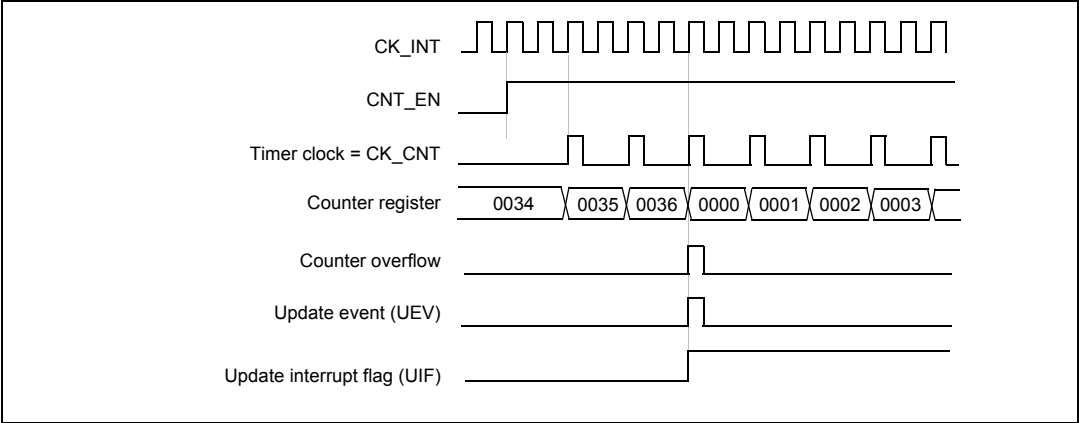 CK_INT
CNT_EN
Timer clock = CK_CNT
Counter register 0034 0035 0036 0000 0001 0002 0003
Counter overflow
Update event (UEV)
Update interrupt flag (UIF)